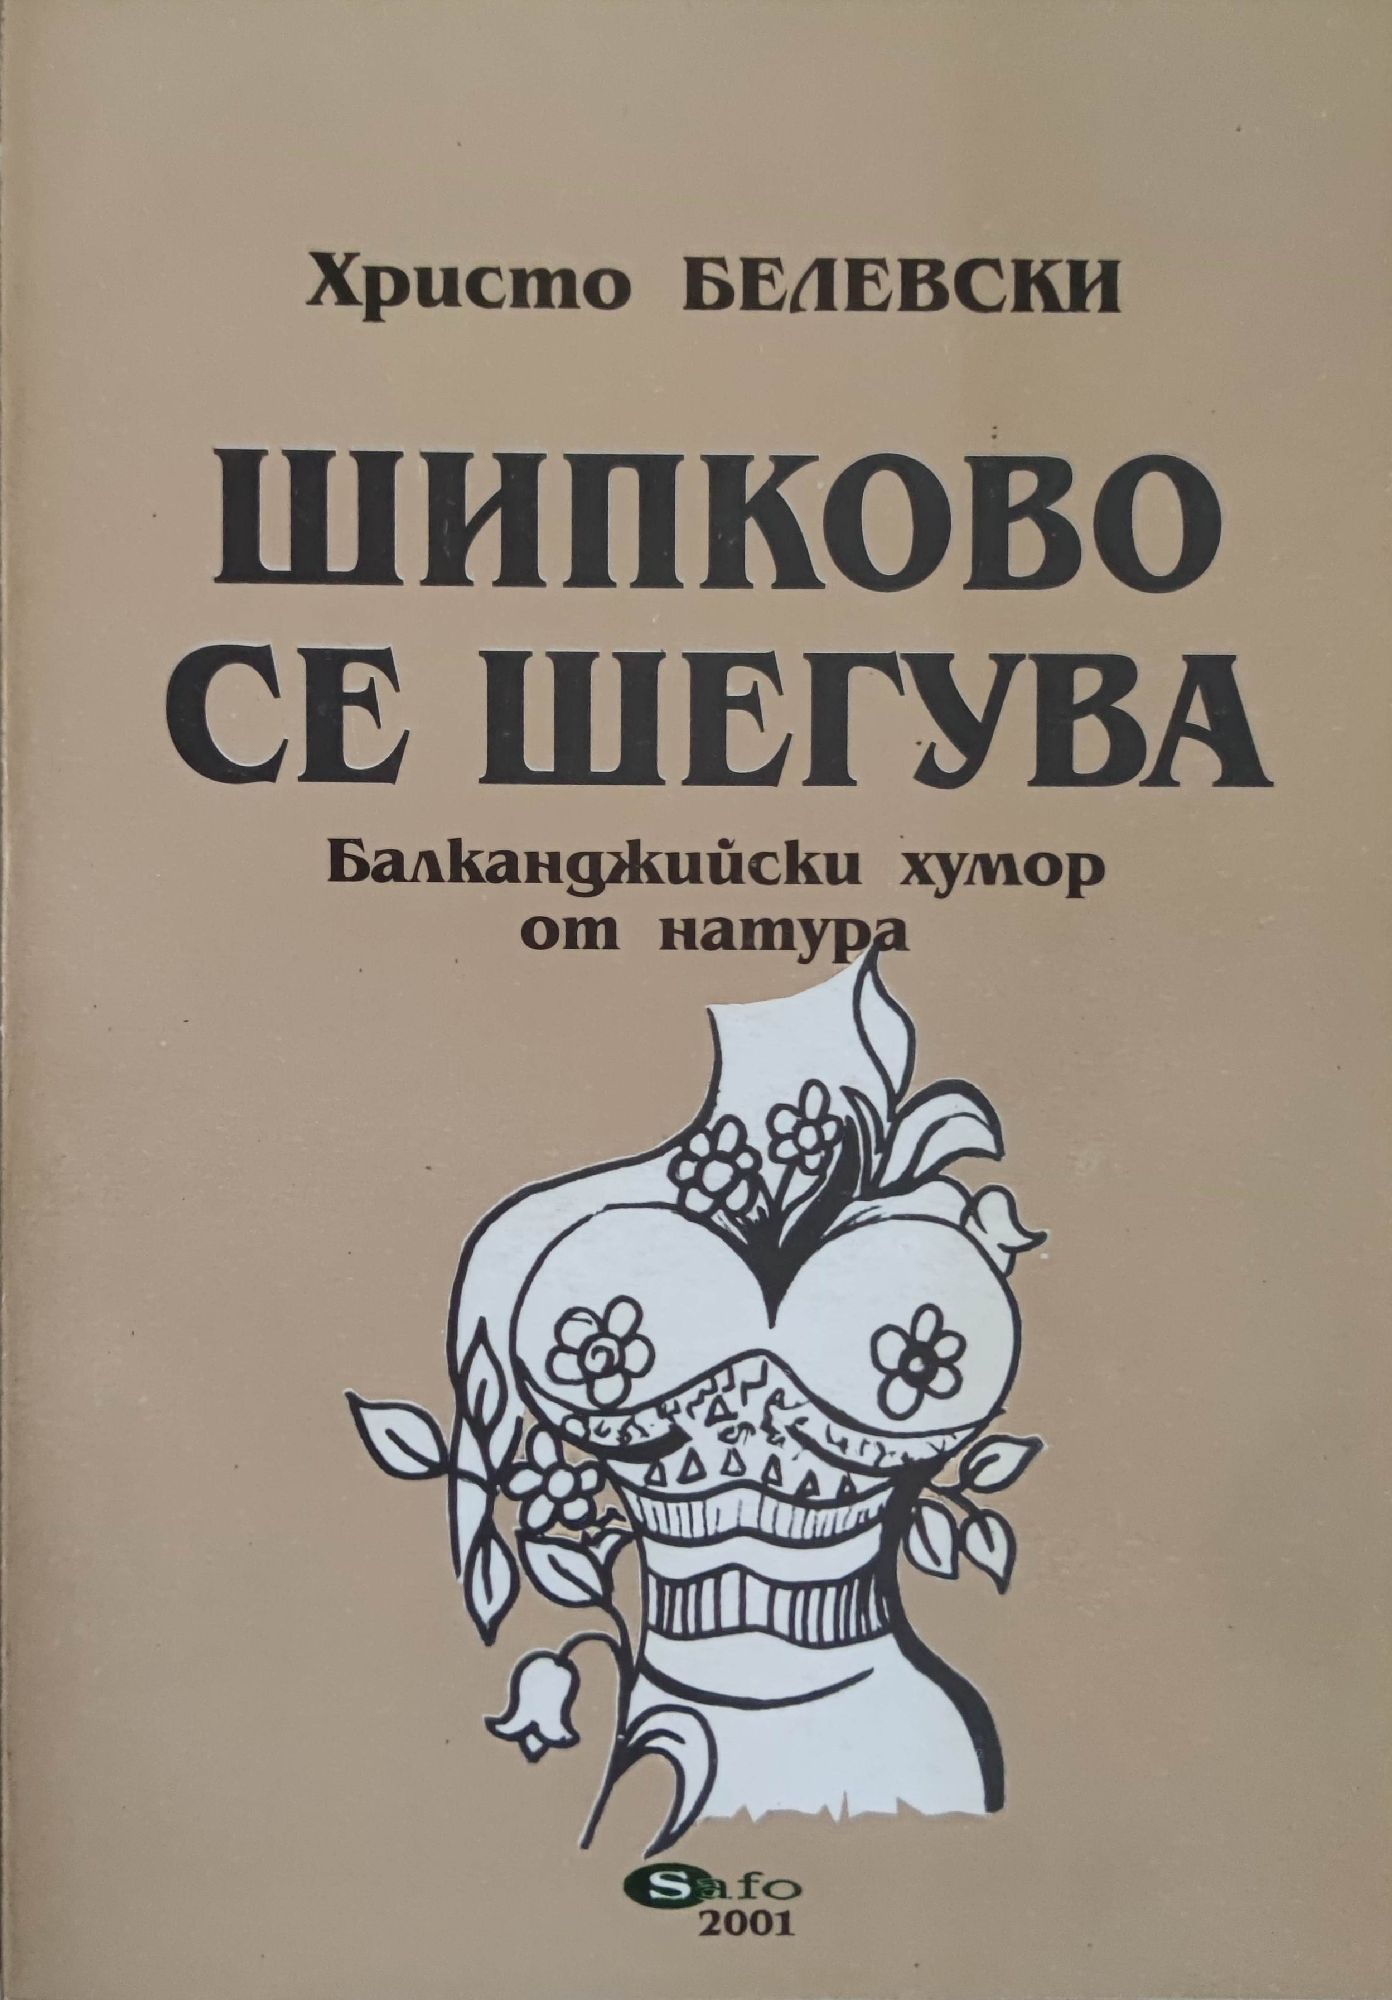 Христо БЕЛЕВСКИ
ШИПКОВО
СЕ ШЕГУВА
Балканджийски хумор
от натура
Safo
2001